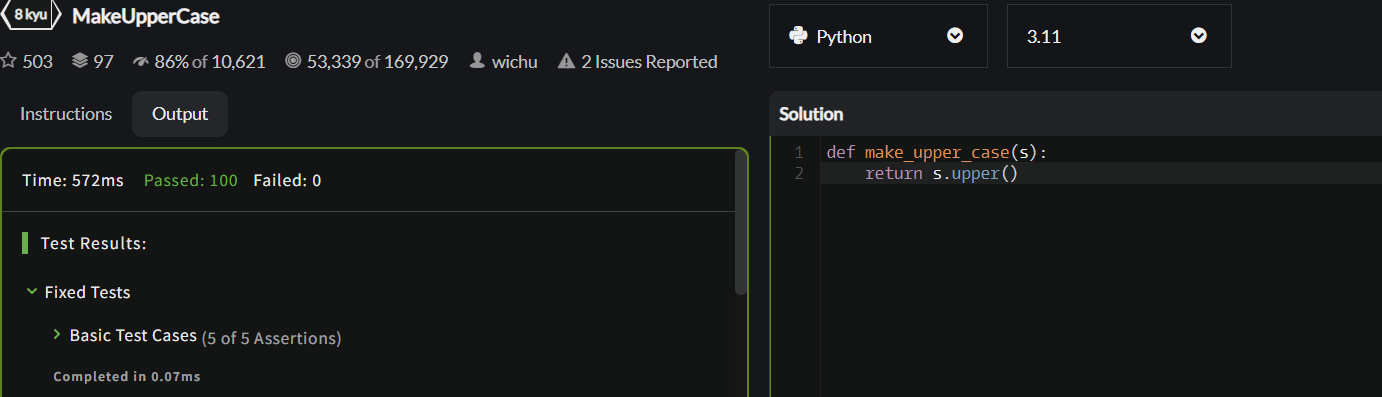 8 kyu MakeUpperCase
503 97 86% of 10,621 53,339 of 169,929 wichu 2 Issues Reported
Instructions Output
Time: 572ms Passed: 100 Failed: 0
Test Results:
Fixed Tests
Basic Test Cases (5 of 5 Assertions)
Completed in 0.07ms
Python 3.11
Solution
1 def make_upper_case(s):
2 return s.upper()